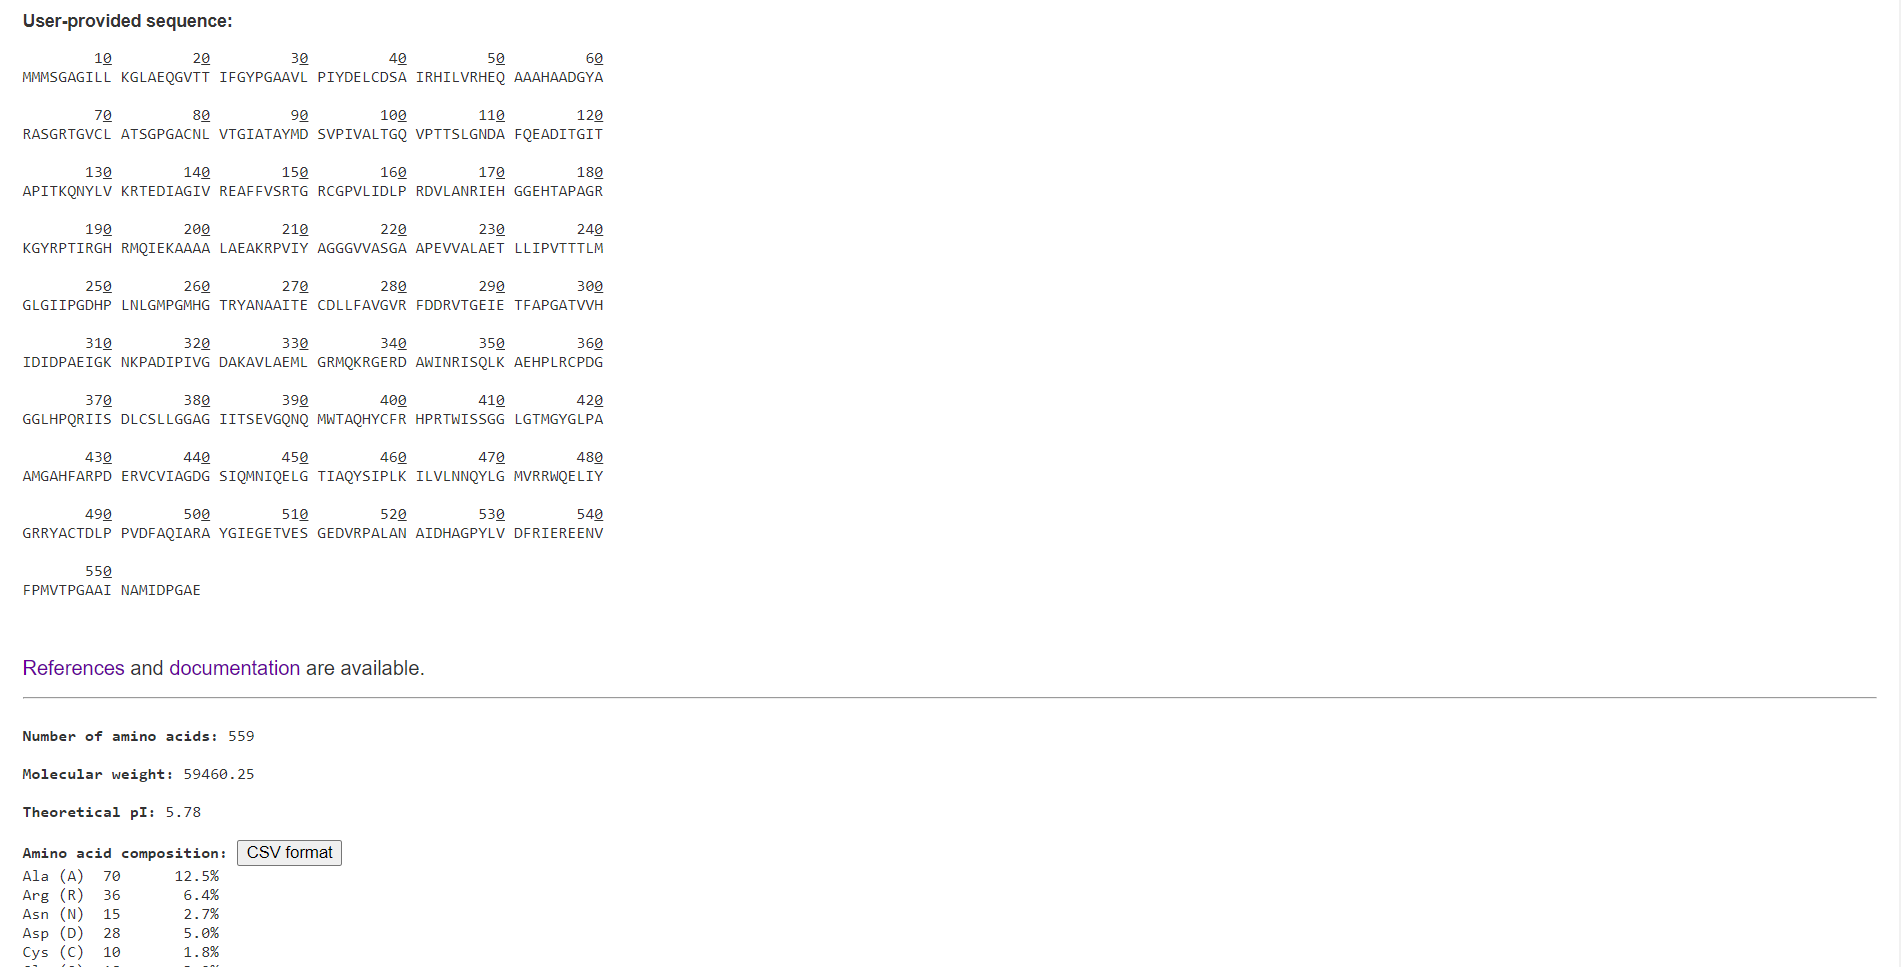 User-provided sequence:
10 20 30 40 50 60
MMMSGAGILL KGLAEQGVTT IFGYPGAAVL PIYDELCDSA IRHILVRHEQ AAAHAADGYA
70 80 90 100 110 120
RASGRTGVCL ATSGPGACNL VTGIATAYMD SVPIVALTGQ VPTTSLGNDA FQEADITGIT
130 140 150 160 170 180
APITKQNYLV KRTEDIAGIV REAFFVSRTG RCGPVLIDLP RDVLANRIEH GGEHTAPAGR
190 200 210 220 230 240
KGYRPTIRGH RMQIEKAAAA LAEAKRPVIY AGGGVVASGA APEVVALAET LLIPVTTTLM
250 260 270 280 290 300
GLGIIPGDHP LNLGMPGMHG TRYANAAITE CDLLFAVGVR FDDRVTGEIE TFAPGATVVH
310 320 330 340 350 360
IDIDPAEIGK NKPADIPIVG DAKAVLAEML GRMQKRGERD AWINRISQLK AEHPLRCPDG
370 380 390 400 410 420
GGLHPQRIIS DLCSLLGGAG IITSEVGQNQ MWTAQHYCFR HPRTWISSGG LGTMGYGLPA
430 440 450 460 470 480
AMGAHFARPD ERVCVIAGDG SIQMNIQELG TIAQYSIPLK ILVLNNQYLG MVRRWQELIY
490 500 510 520 530 540
GRRYACTDLP PVDFAQIARA YGIEGETVES GEDVRPALAN AIDHAGPYLV DFRIEREENV
550
FPMVTPGAAI NAMIDPGAE
References and documentation are available.
Number of amino acids: 559
Molecular weight: 59460.25
Theoretical pI: 5.78
Amino acid composition: CSV format
Ala (A) 70 12.5%
Arg (R) 36 6.4%
Asn (N) 15 2.7%
Asp (D) 28 5.0%
Cys (C) 10 1.8%